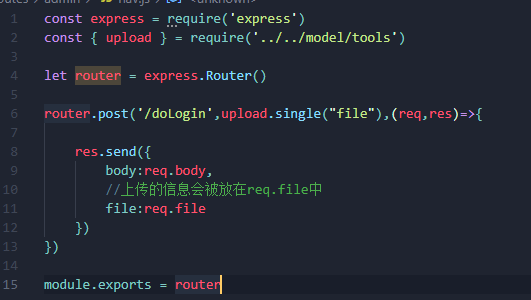 admin > nav.js > <unknown>
1 const express = require('express')
2 const { upload } = require('../../model/tools')
3
4 let router = express.Router()
5
6 router.post('/doLogin',upload.single("file"),(req,res)=>{
7
8 res.send({
9 body:req.body,
10 //上传的信息会被放在req.file中
11 file:req.file
12 })
13 })
14
15 module.exports = router